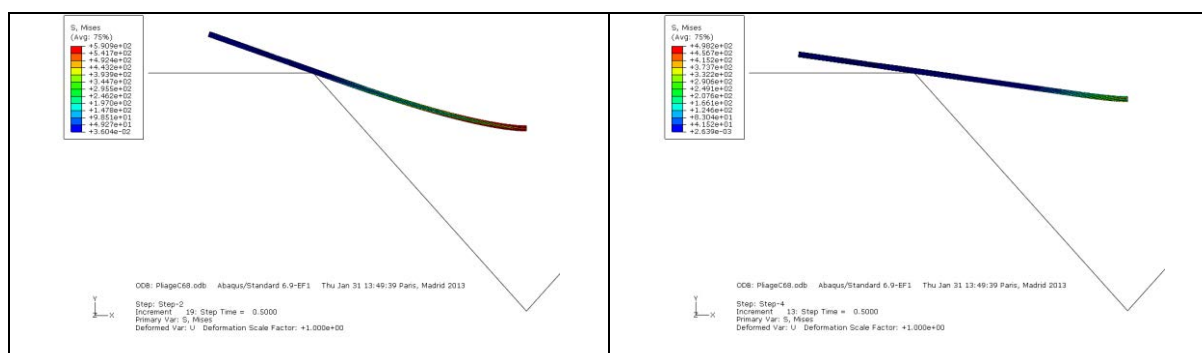 S, Mises
(Avg: 75%)
+5.909e+02
+5.417e+02
+4.924e+02
+4.432e+02
+3.939e+02
+3.447e+02
+2.955e+02
+2.462e+02
+1.970e+02
+1.478e+02
+9.851e+01
+4.927e+01
+3.604e-02
ODB: PliageC68.odb Abaqus/Standard 6.9-EF1 Thu Jan 31 13:49:39 Paris, Madrid 2013
Y
Z X
Step: Step-2
Increment 19: Step Time = 0.5000
Primary Var: S, Mises
Deformed Var: U Deformation Scale Factor: +1.000e+00
S, Mises
(Avg: 75%)
+4.982e+02
+4.567e+02
+4.152e+02
+3.737e+02
+3.322e+02
+2.906e+02
+2.491e+02
+2.076e+02
+1.661e+02
+1.246e+02
+8.304e+01
+4.152e+01
+2.639e-03
ODB: PliageC68.odb Abaqus/Standard 6.9-EF1 Thu Jan 31 13:49:39 Paris, Madrid 2013
Y
Z X
Step: Step-4
Increment 13: Step Time = 0.5000
Primary Var: S, Mises
Deformed Var: U Deformation Scale Factor: +1.000e+00